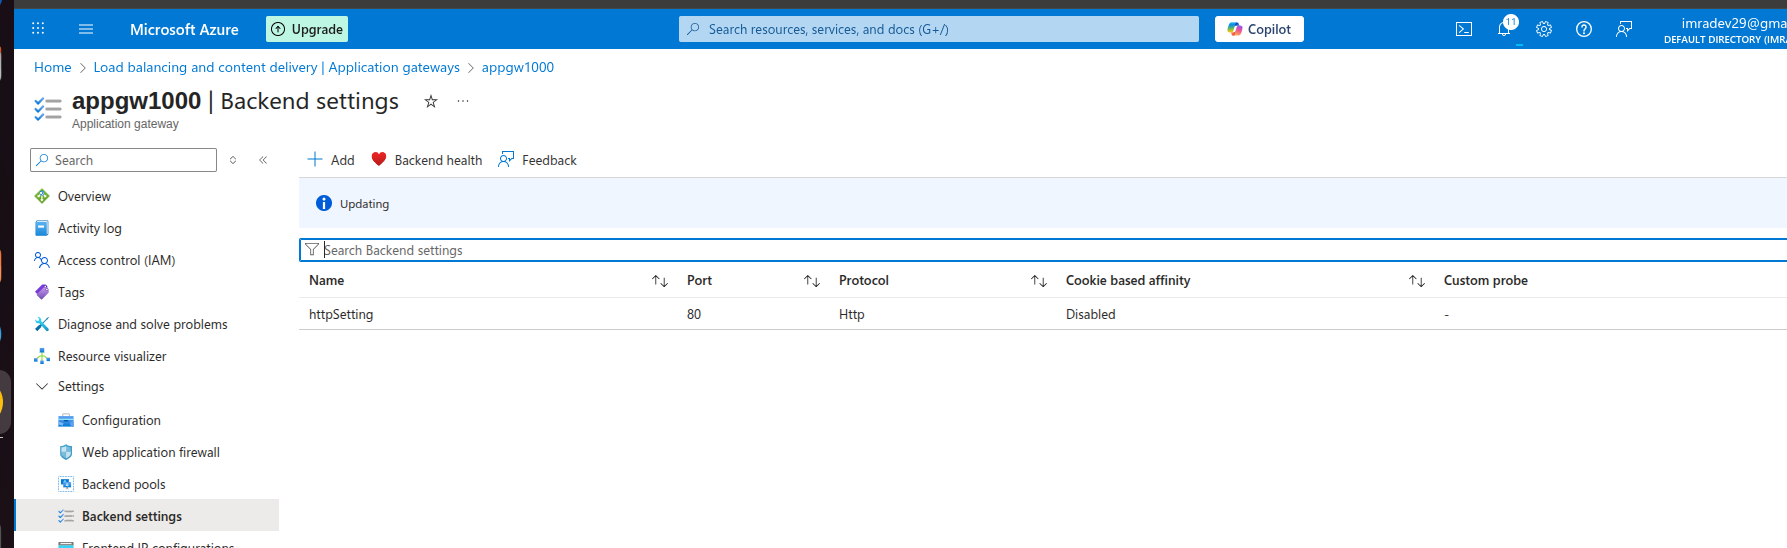 Microsoft Azure
Upgrade
Search resources, services, and docs (G+/)
Copilot
11
imradev29@gma
DEFAULT DIRECTORY (IMRA
Home > Load balancing and content delivery | Application gateways > appgw1000
appgw1000 | Backend settings ☆ ...
Application gateway
Search
«
+ Add
Backend health
Feedback
Updating
Search Backend settings
Name ↑↓ Port ↑↓ Protocol ↑↓ Cookie based affinity ↑↓ Custom probe
httpSetting 80 Http Disabled -
Overview
Activity log
Access control (IAM)
Tags
Diagnose and solve problems
Resource visualizer
Settings
Configuration
Web application firewall
Backend pools
Backend settings
Frontend IP configurations